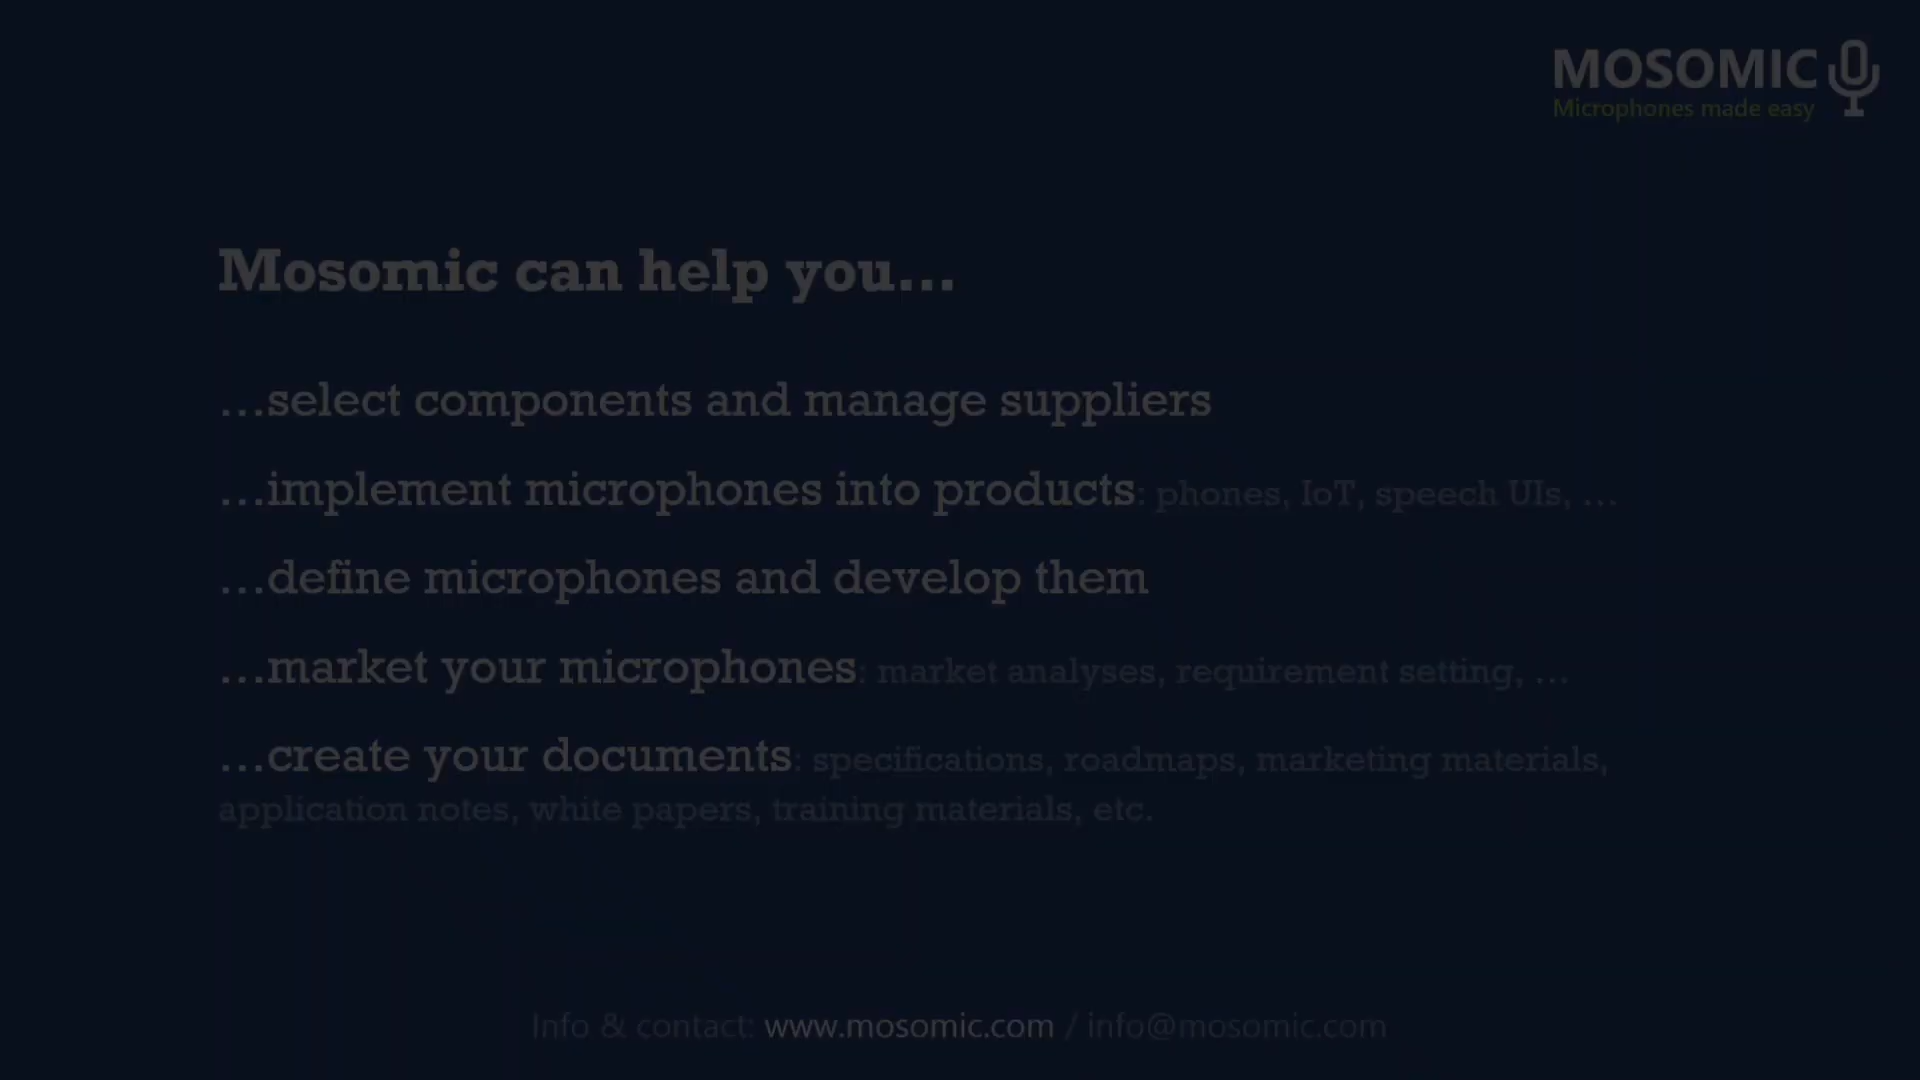 MOSOMIC
Microphones made easy
Mosomic can help you...
...select components and manage suppliers
...implement microphones into products: phones, IoT, speech UIs, ...
...define microphones and develop them
...market your microphones: market analyses, requirement setting, ...
...create your documents: specifications, roadmaps, marketing materials,
application notes, white papers, training materials, etc.
Info & contact: www.mosomic.com / info@mosomic.com